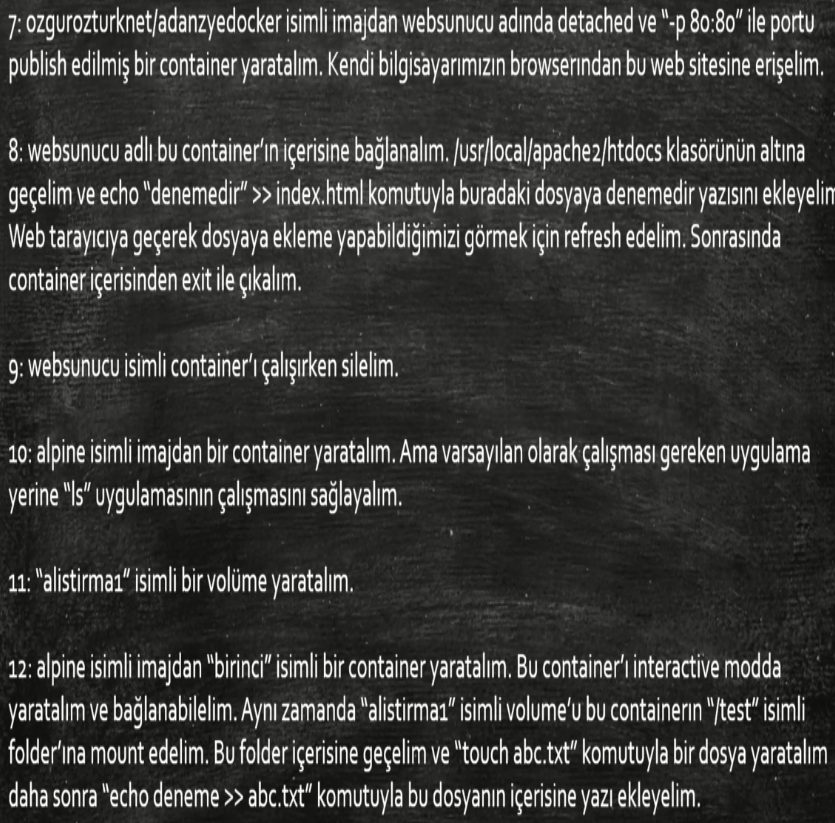 7: ozgurozturknet/adanzyedocker isimli imajdan websunucu adında detached ve “-p 80:80” ile portu
publish edilmiş bir container yaratalım. Kendi bilgisayarımızın browserından bu web sitesine erişelim.
8: websunucu adlı bu container’ın içerisine bağlanalım. /usr/local/apache2/htdocs klasörünün altına
geçelim ve echo “denemedir” >> index.html komutuyla buradaki dosyaya denemedir yazısını ekleyelim
Web tarayıcıya geçerek dosyaya ekleme yapabildiğimizi görmek için refresh edelim. Sonrasında
container içerisinden exit ile çıkalım.
9: websunucu isimli container’ı çalışırken silelim.
10: alpine isimli imajdan bir container yaratalım. Ama varsayılan olarak çalışması gereken uygulama
yerine “ls” uygulamasının çalışmasını sağlayalım.
11: “alistirma1” isimli bir volüme yaratalım.
12: alpine isimli imajdan “birinci” isimli bir container yaratalım. Bu container’ı interactive modda
yaratalım ve bağlanabilelim. Aynı zamanda “alistirma1” isimli volume’u bu containerın “/test” isimli
folder’ına mount edelim. Bu folder içerisine geçelim ve “touch abc.txt” komutuyla bir dosya yaratalım
daha sonra “echo deneme >> abc.txt” komutuyla bu dosyanın içerisine yazı ekleyelim.